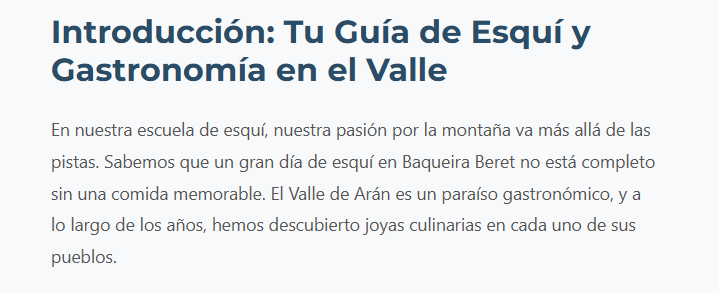 Introducción: Tu Guía de Esquí y
Gastronomía en el Valle
En nuestra escuela de esquí, nuestra pasión por la montaña va más allá de las
pistas. Sabemos que un gran día de esquí en Baqueira Beret no está completo
sin una comida memorable. El Valle de Arán es un paraíso gastronómico, y a
lo largo de los años, hemos descubierto joyas culinarias en cada uno de sus
pueblos.